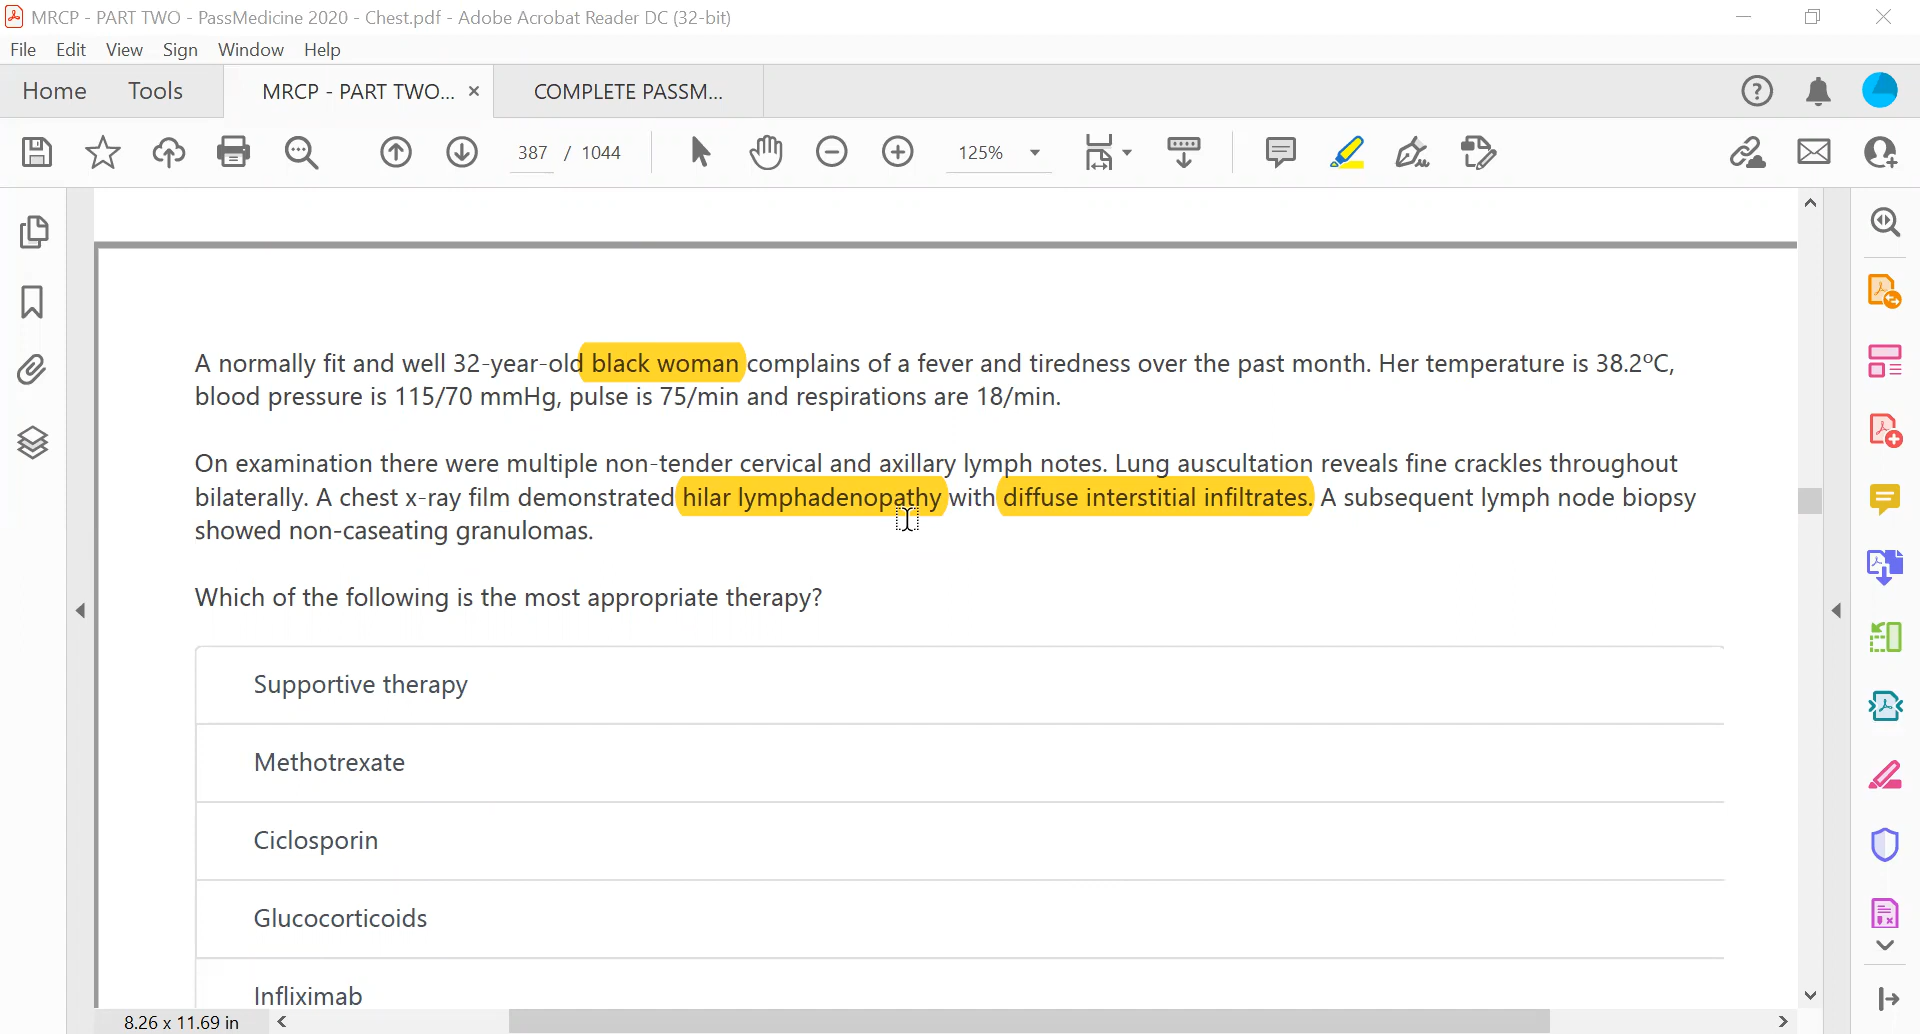 MRCP - PART TWO - PassMedicine 2020 - Chest.pdf - Adobe Acrobat Reader DC (32-bit)
File Edit View Sign Window Help
Home Tools MRCP - PART TWO... × COMPLETE PASSM...
387 / 1044 125%
A normally fit and well 32-year-old black woman complains of a fever and tiredness over the past month. Her temperature is 38.2ºC,
blood pressure is 115/70 mmHg, pulse is 75/min and respirations are 18/min.
On examination there were multiple non-tender cervical and axillary lymph notes. Lung auscultation reveals fine crackles throughout
bilaterally. A chest x-ray film demonstrated hilar lymphadenopathy with diffuse interstitial infiltrates. A subsequent lymph node biopsy
showed non-caseating granulomas.
Which of the following is the most appropriate therapy?
Supportive therapy
Methotrexate
Ciclosporin
Glucocorticoids
Infliximab
8.26 x 11.69 in